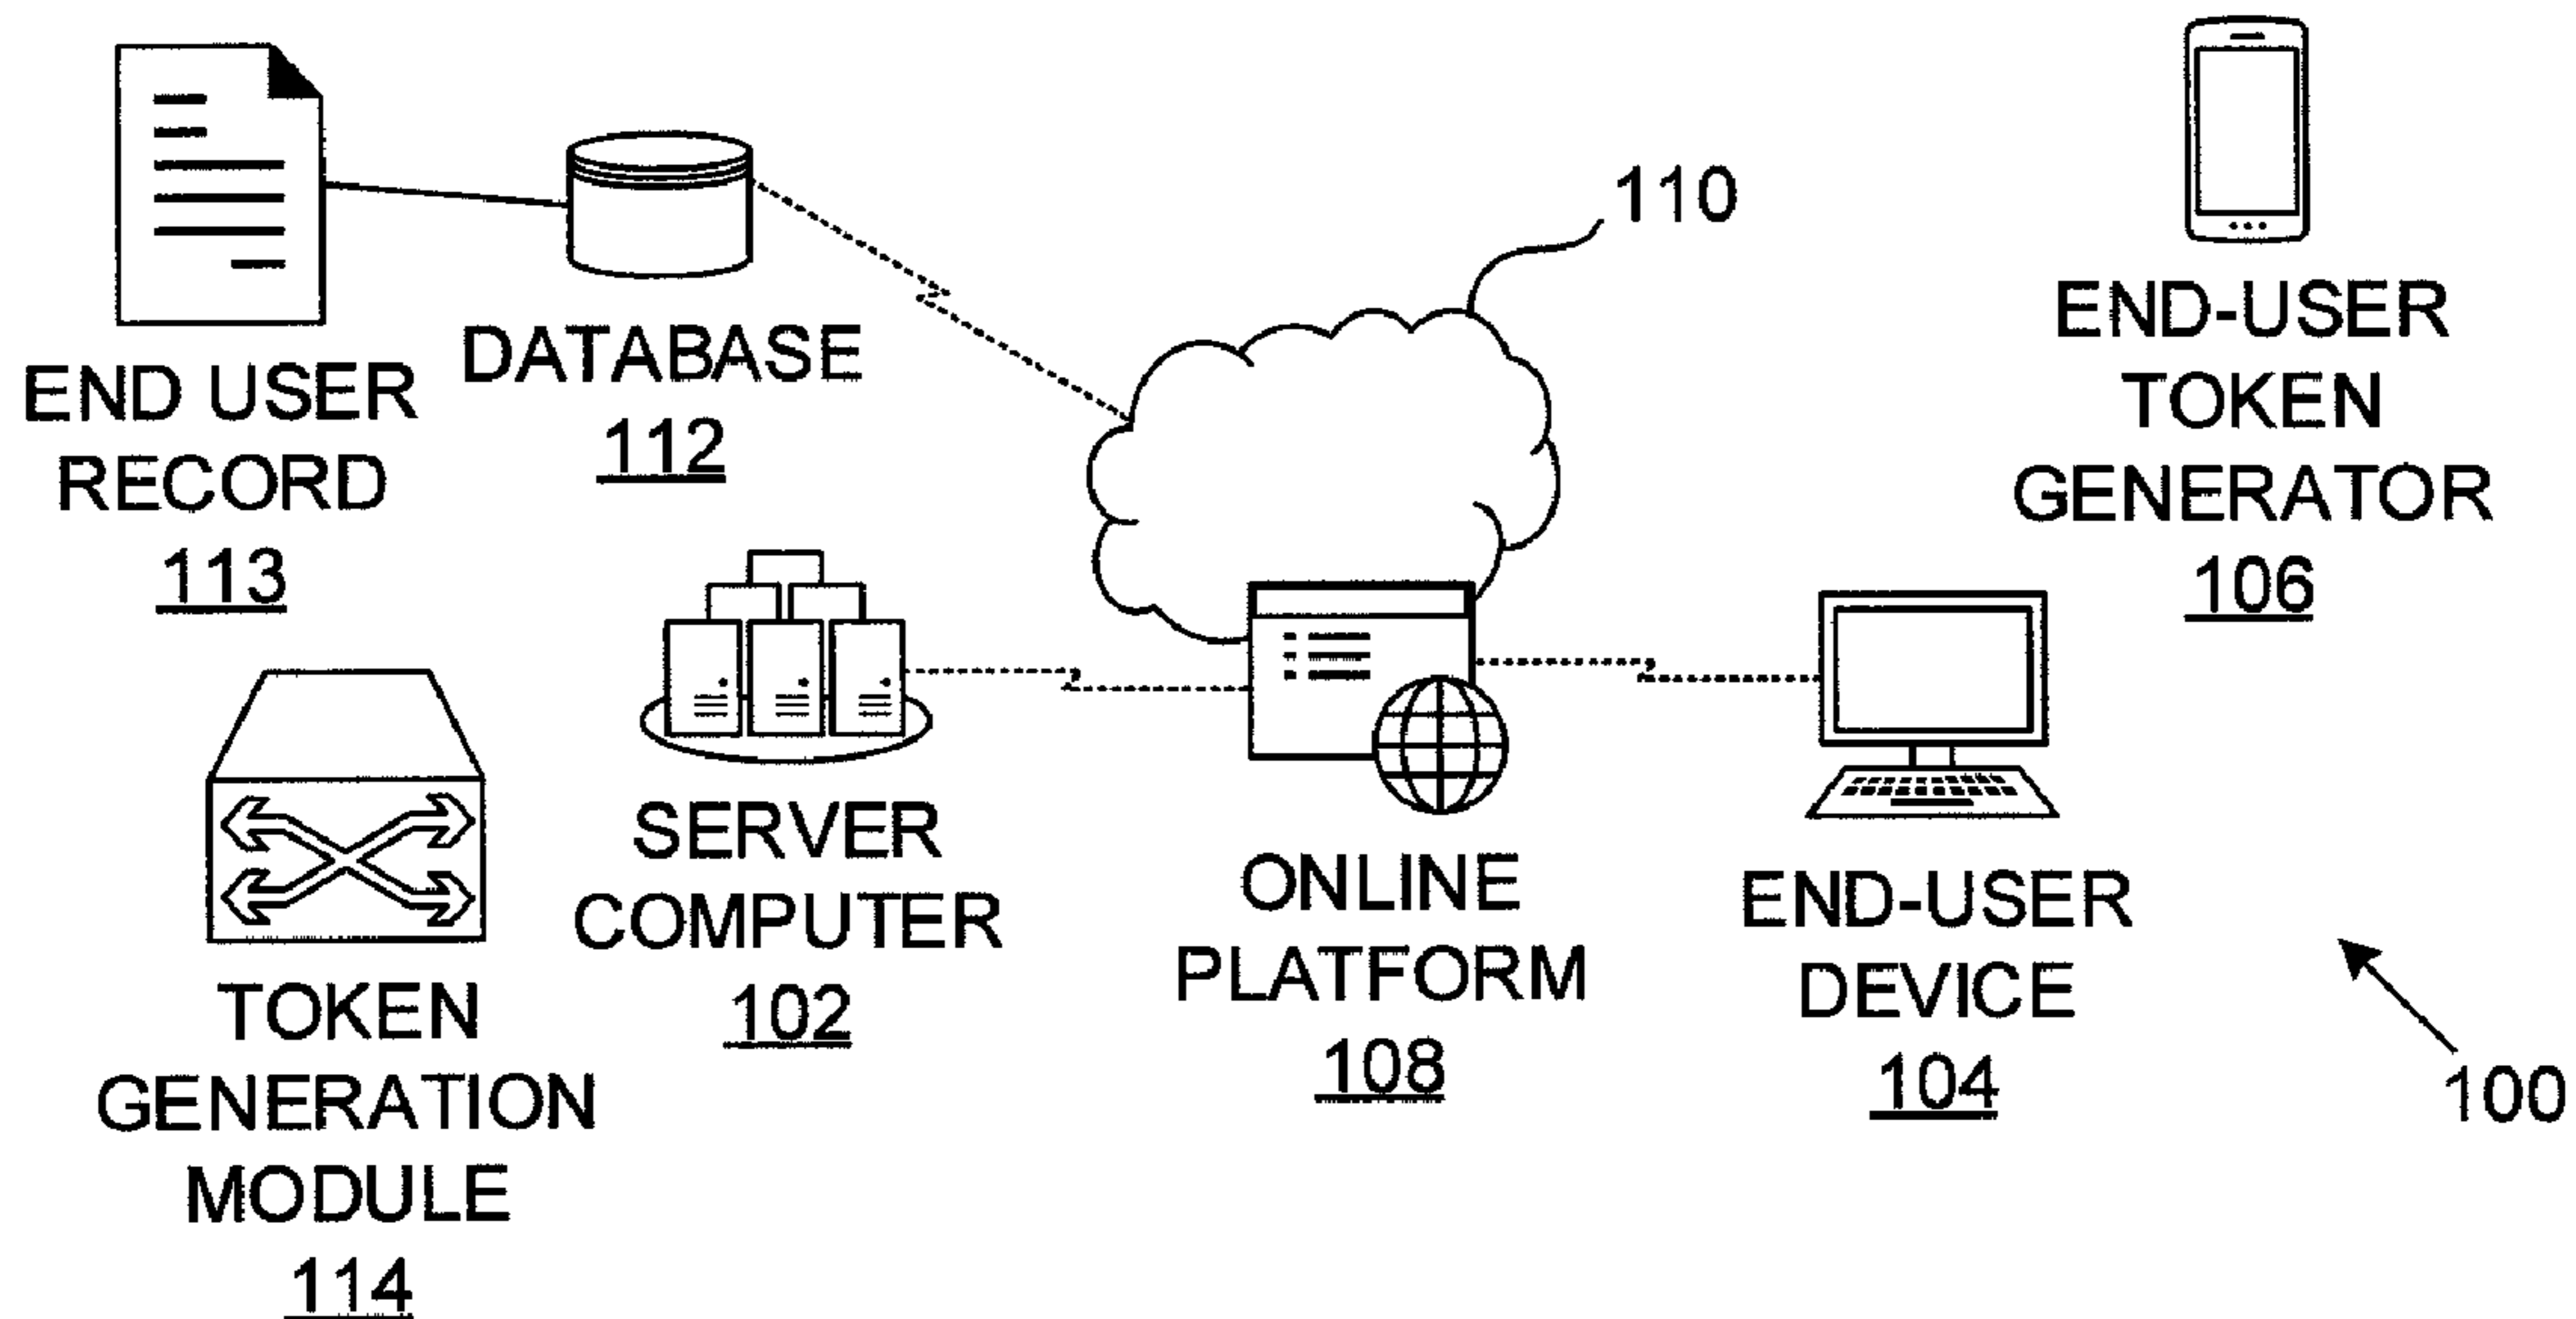 110
END-USER
TOKEN
GENERATOR
106
END USER
RECORD
113
DATABASE
112
SERVER
COMPUTER
102
TOKEN
GENERATION
MODULE
114
ONLINE
PLATFORM
108
END-USER
DEVICE
104
100